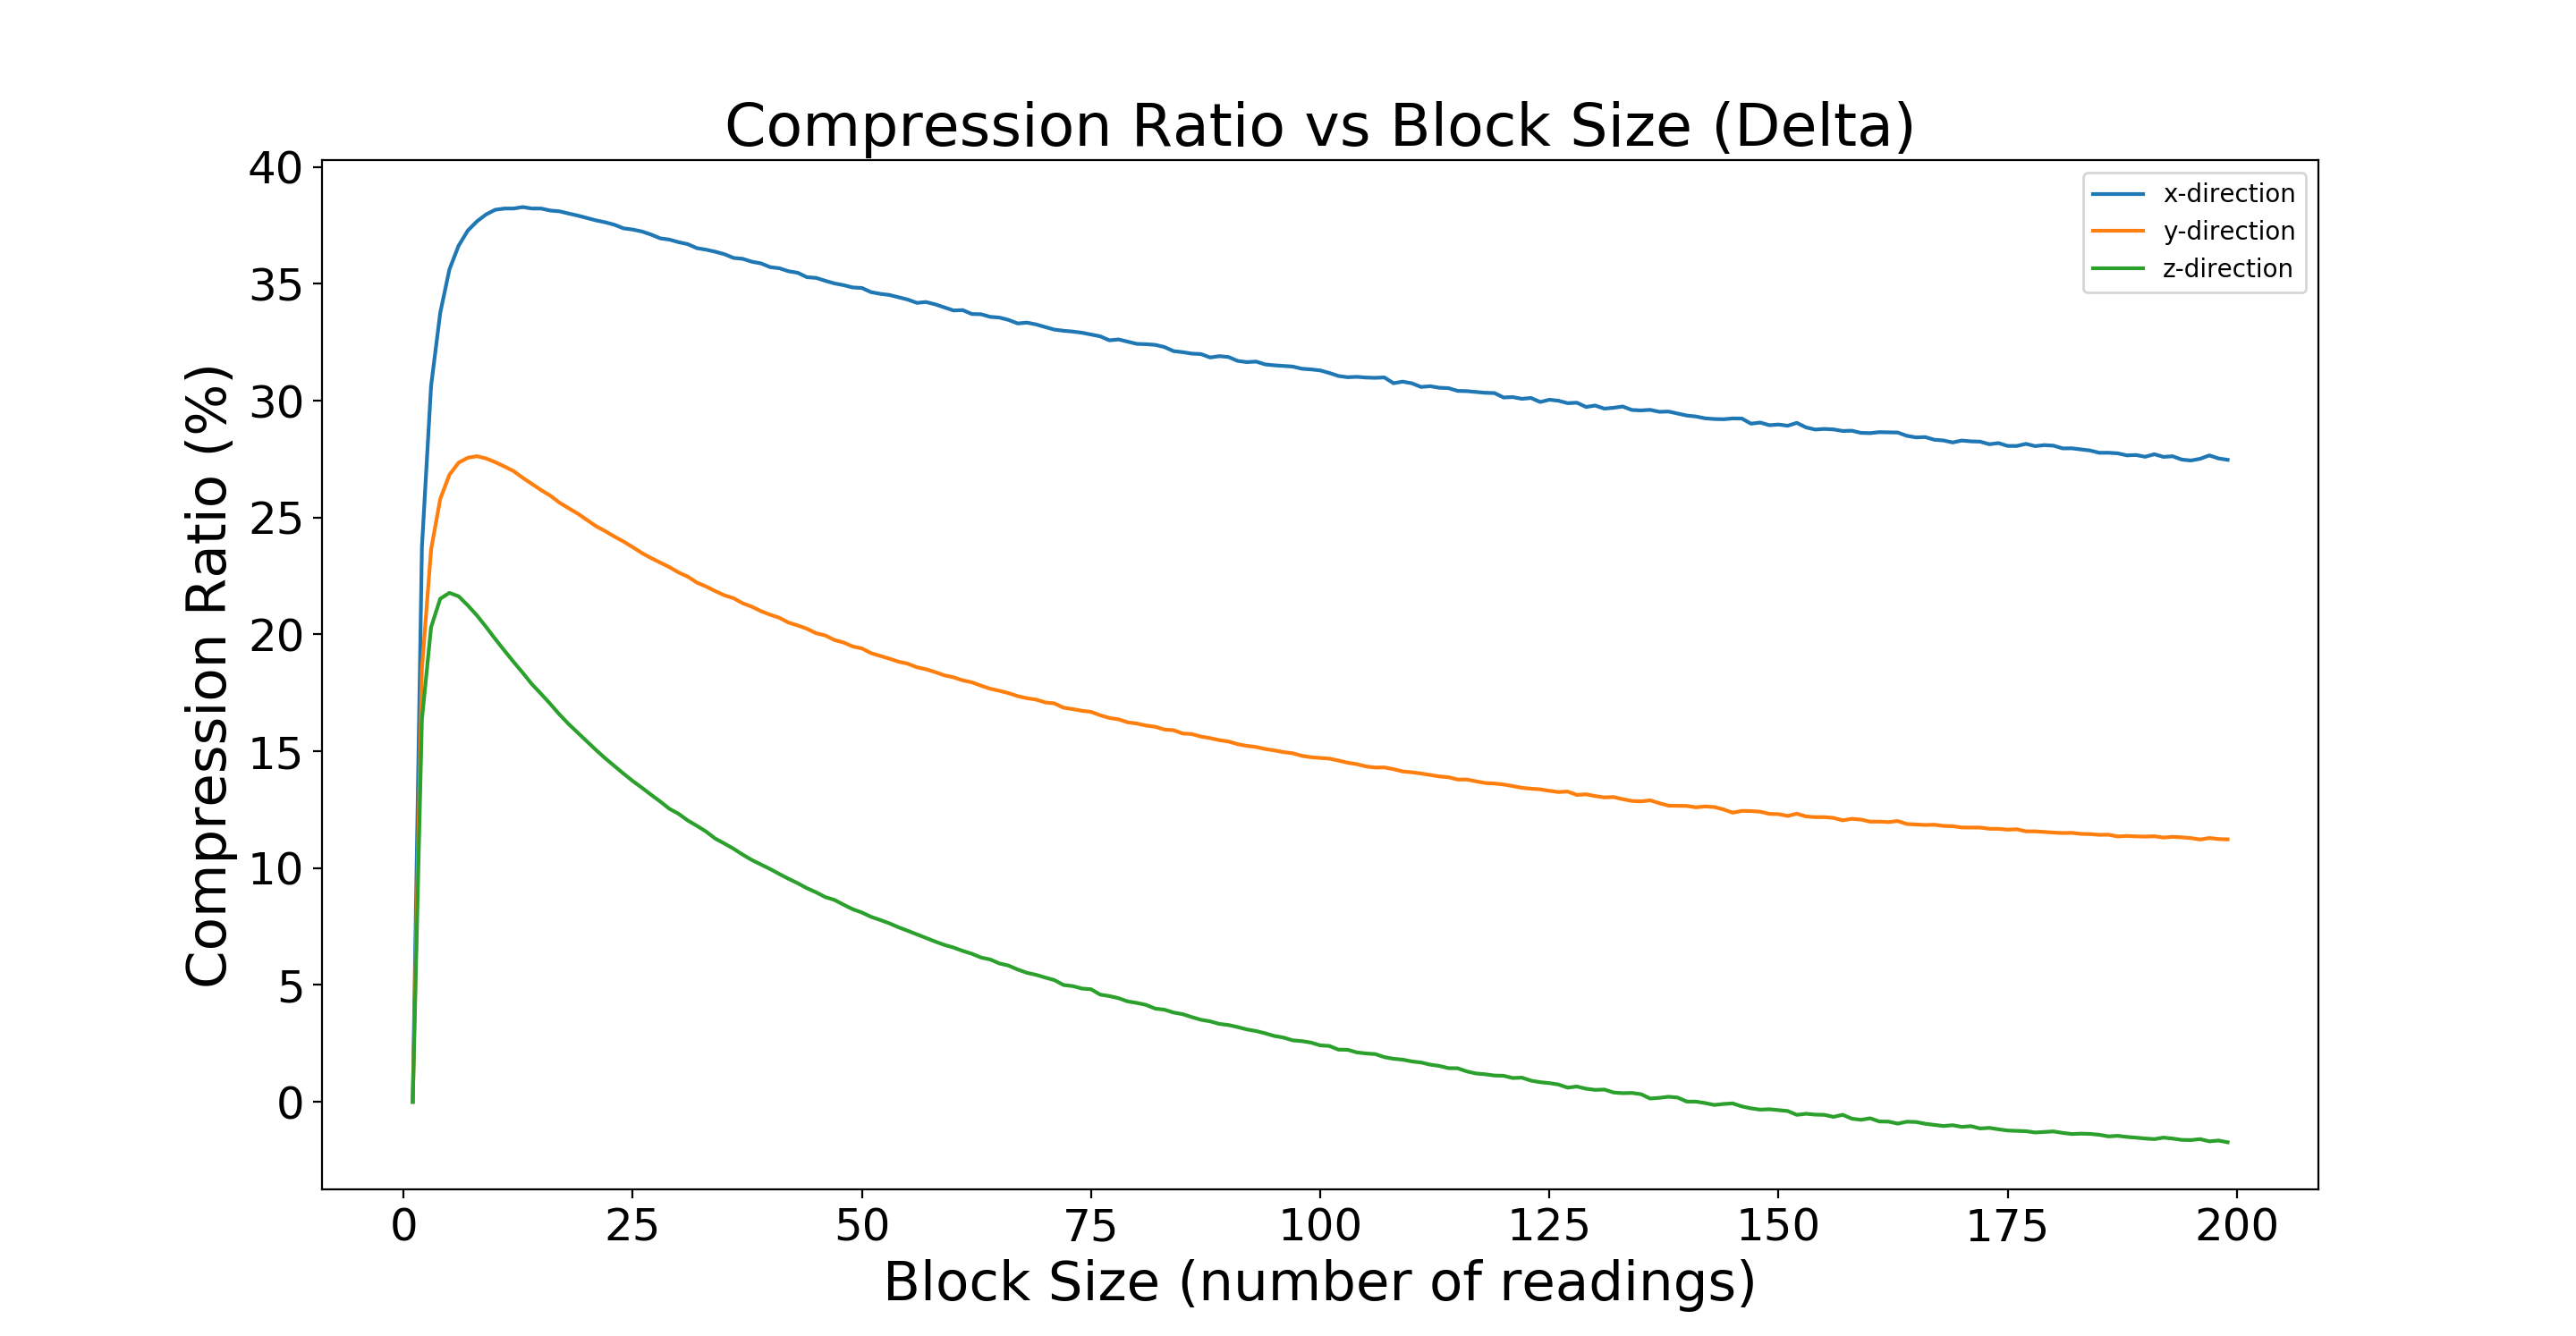 Compression Ratio vs Block Size (Delta)
x-direction
y-direction
z-direction
Compression Ratio (%)
40
35
30
25
20
15
10
5
0
0 25 50 75 100 125 150 175 200
Block Size (number of readings)